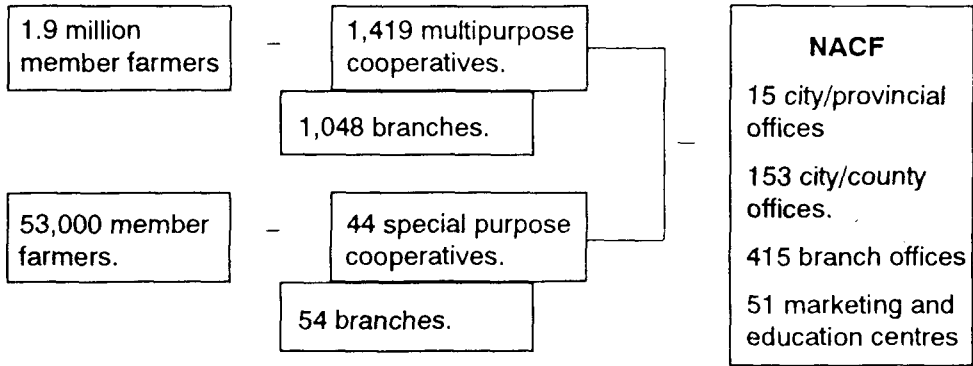 1.9 million
member farmers
1,419 multipurpose
cooperatives.
1,048 branches.
53,000 member
farmers.
44 special purpose
cooperatives.
54 branches.
NACF
15 city/provincial
offices
153 city/county
offices.
415 branch offices
51 marketing and
education centres